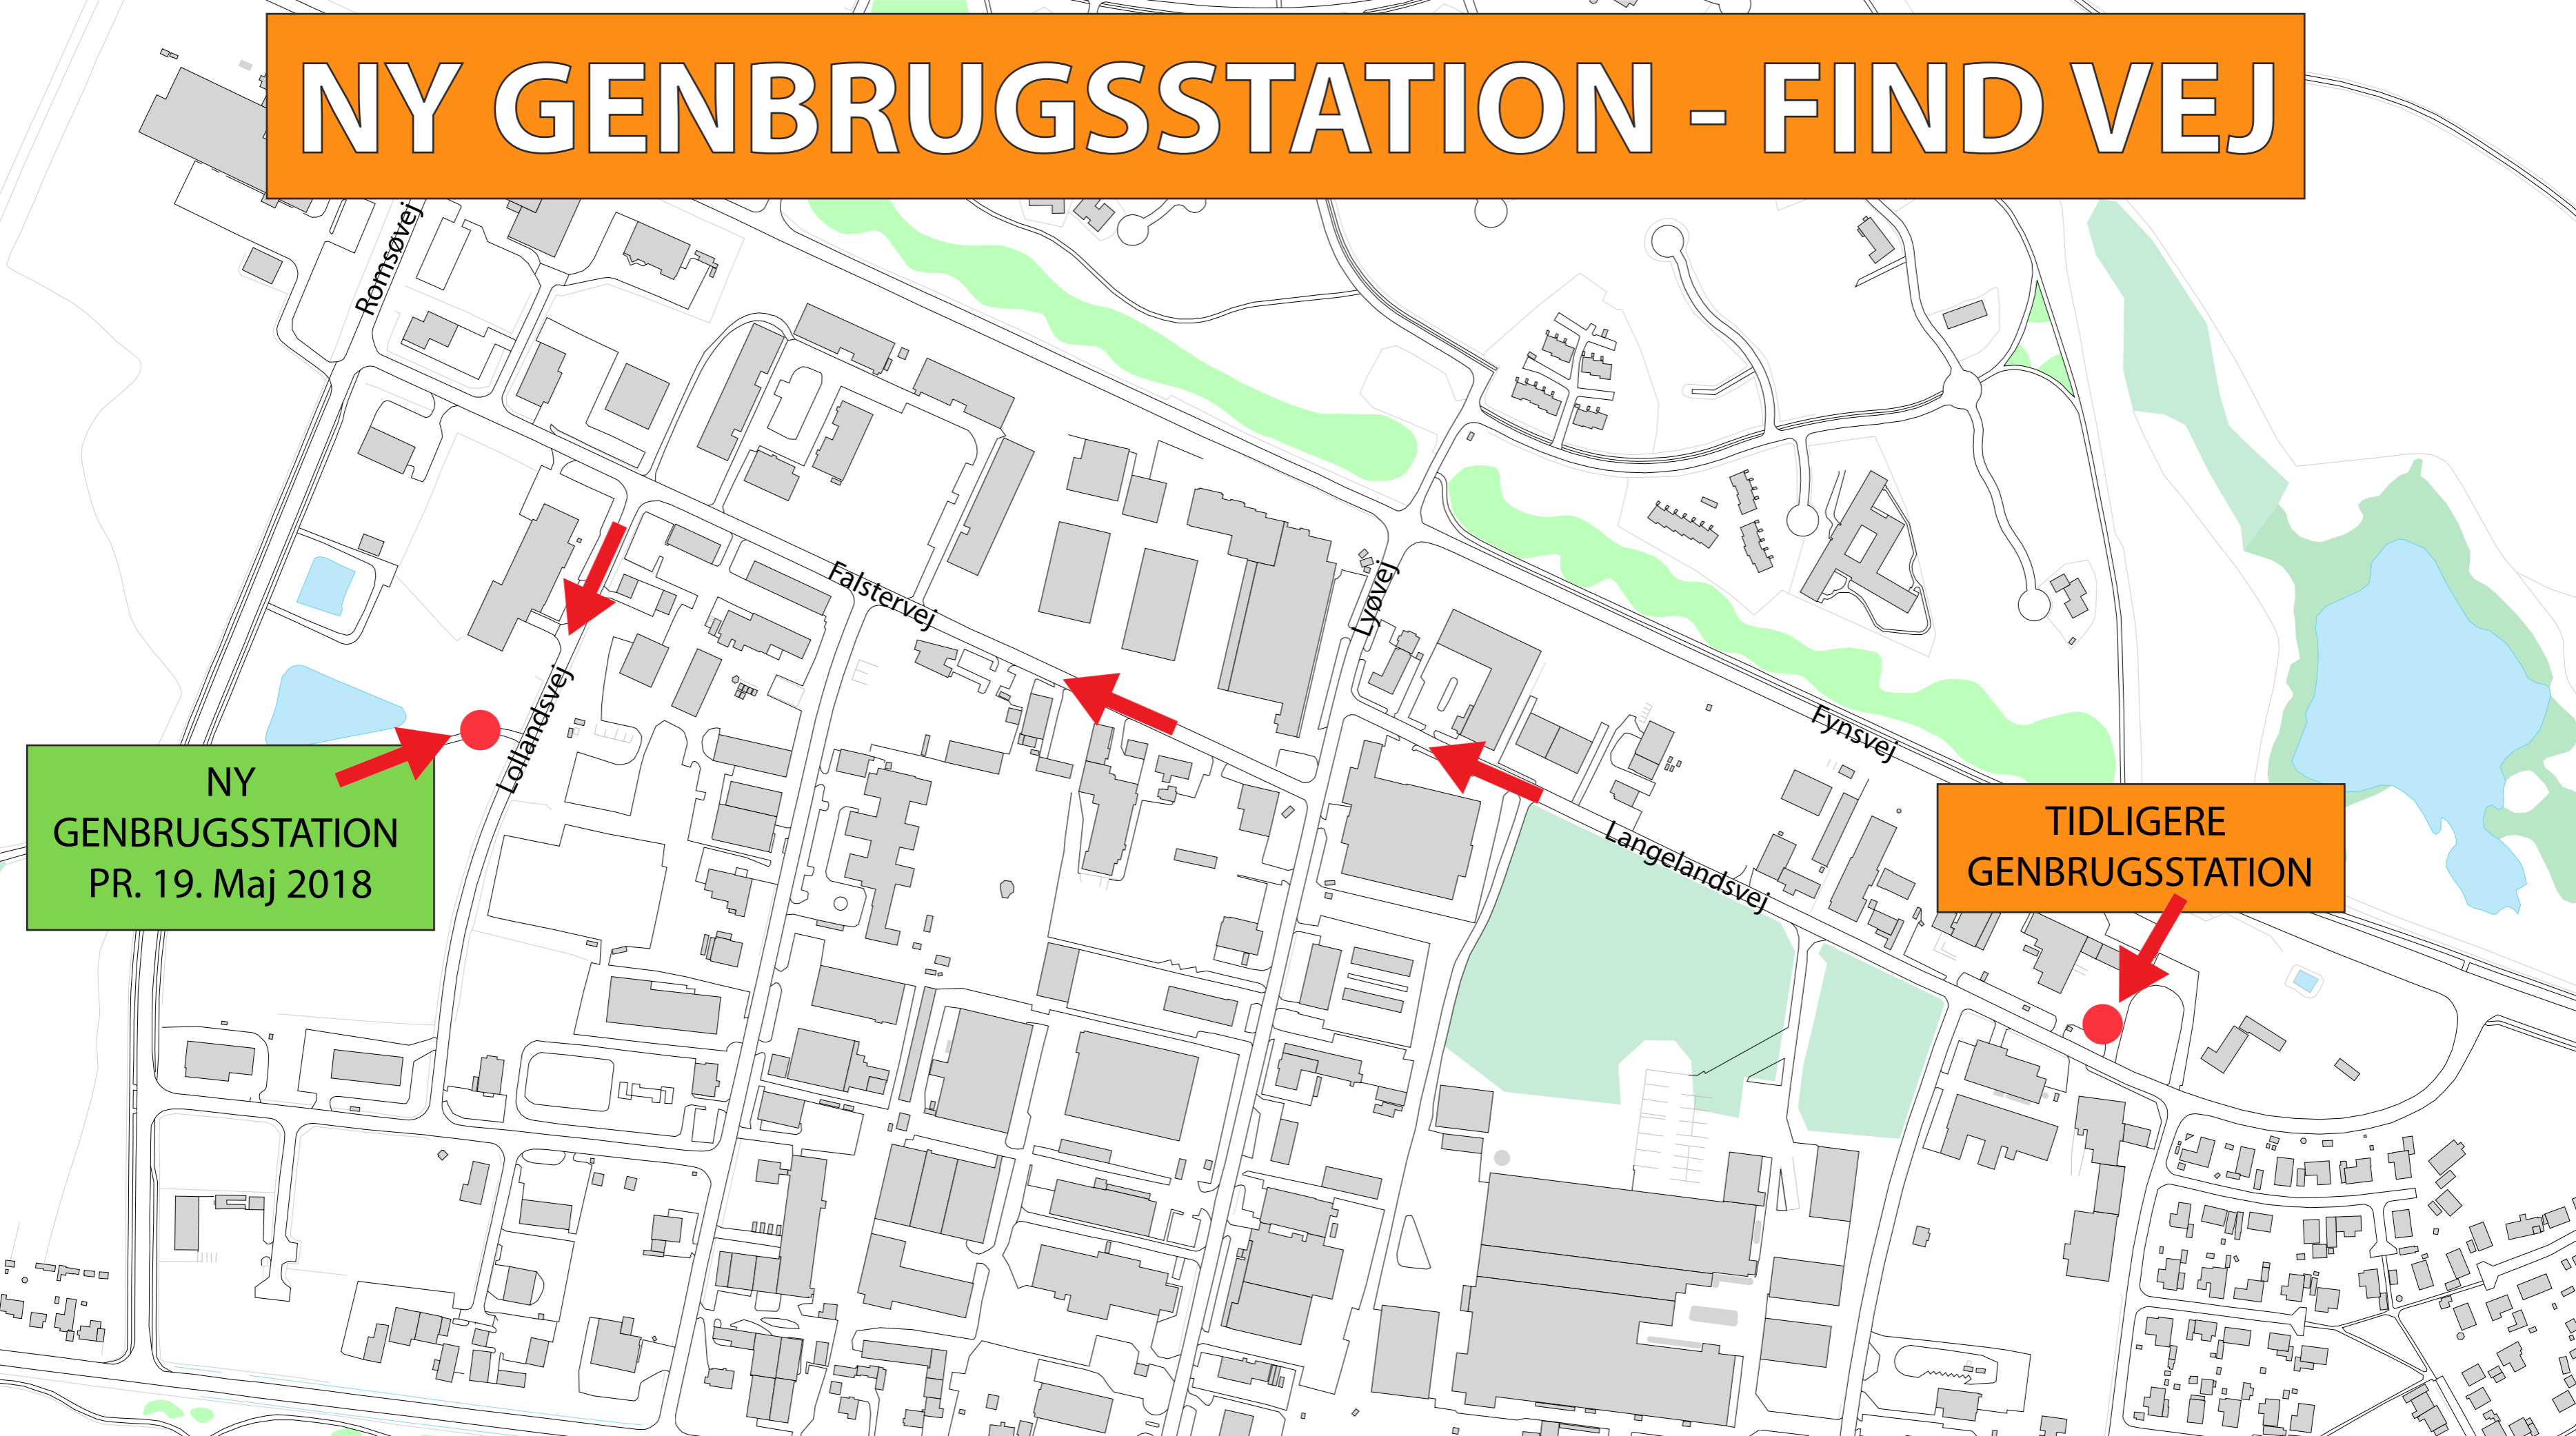 NY GENBRUGSSTATION - FIND VEJ
Romsøvej
Falstervej
Lyøvej
Lollandsvej
Fynsvej
Langelandsvej
NY
GENBRUGSSTATION
PR. 19. Maj 2018
TIDLIGERE
GENBRUGSSTATION